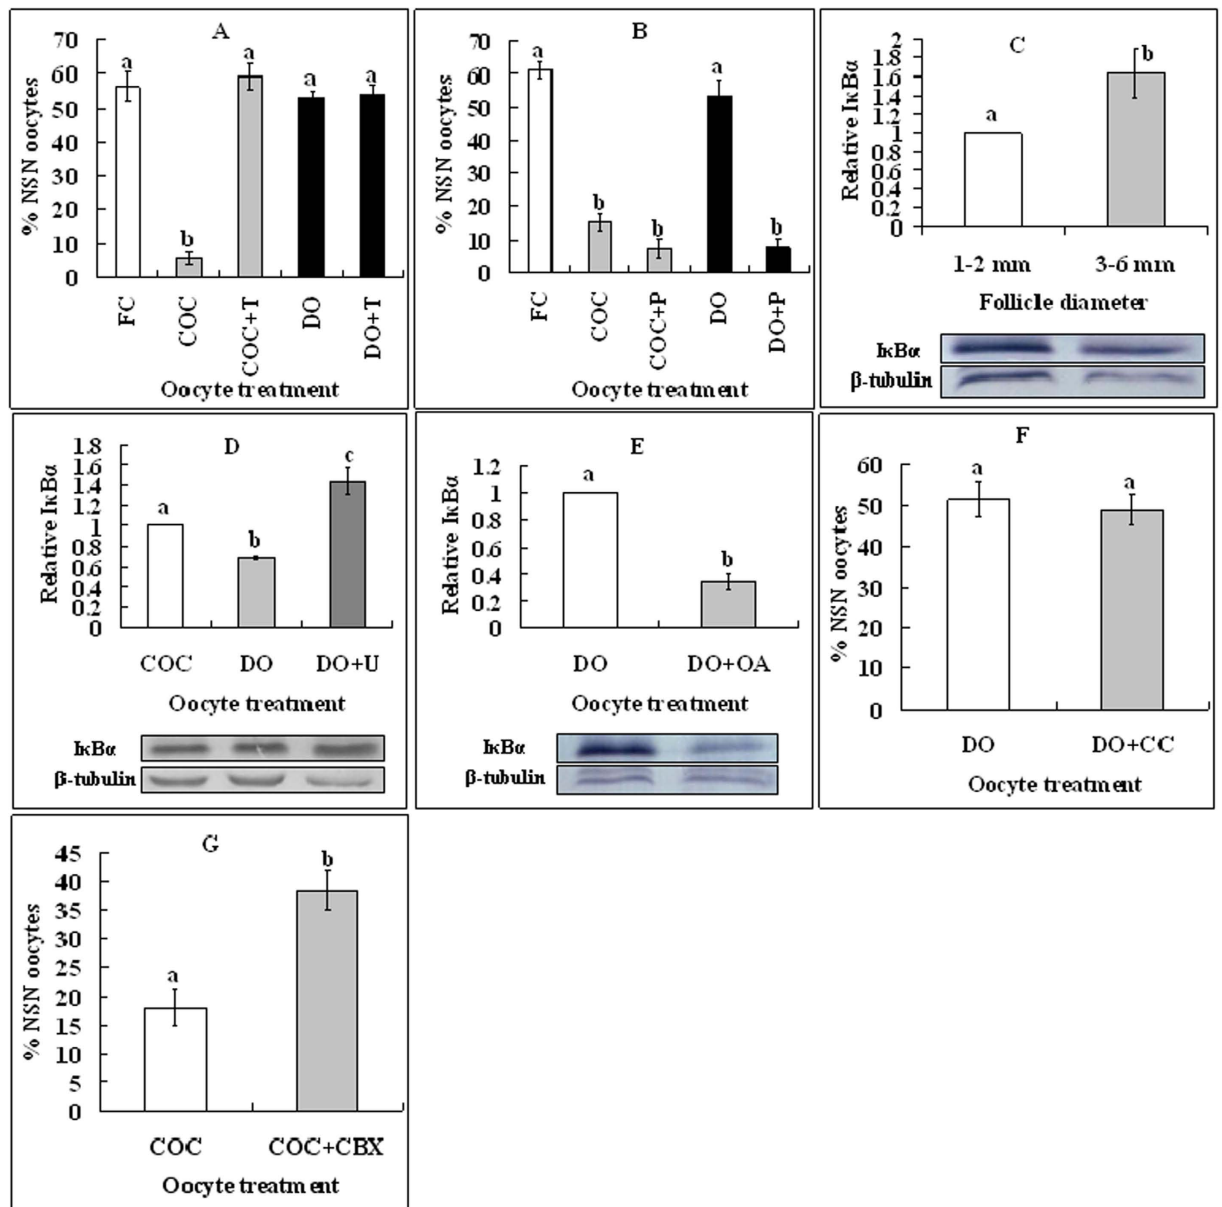 A
% NSN oocytes
70
60
50
40
30
20
10
0
a
b
a
a
a
FC
COC
COC+T
DO
DO+T
Oocyte treatment
B
% NSN oocytes
70
60
50
40
30
20
10
0
a
b
b
a
b
FC
COC
COC+P
DO
DO+P
Oocyte treatment
C
Relative IκBα
2
1.8
1.6
1.4
1.2
1
0.8
0.6
0.4
0.2
0
a
b
1-2 mm
3-6 mm
Follicle diameter
IκBα
β-tubulin
D
Relative IκBα
1.8
1.6
1.4
1.2
1
0.8
0.6
0.4
0.2
0
a
b
c
COC
DO
DO+U
Oocyte treatment
IκBα
β-tubulin
E
Relative IκBα
1.2
1
0.8
0.6
0.4
0.2
0
a
b
DO
DO+OA
Oocyte treatment
IκBα
β-tubulin
F
% NSN oocytes
60
50
40
30
20
10
0
a
a
DO
DO+CC
Oocyte treatment
G
% NSN oocytes
45
40
35
30
25
20
15
10
5
0
a
b
COC
COC+CBX
Oocyte treatment